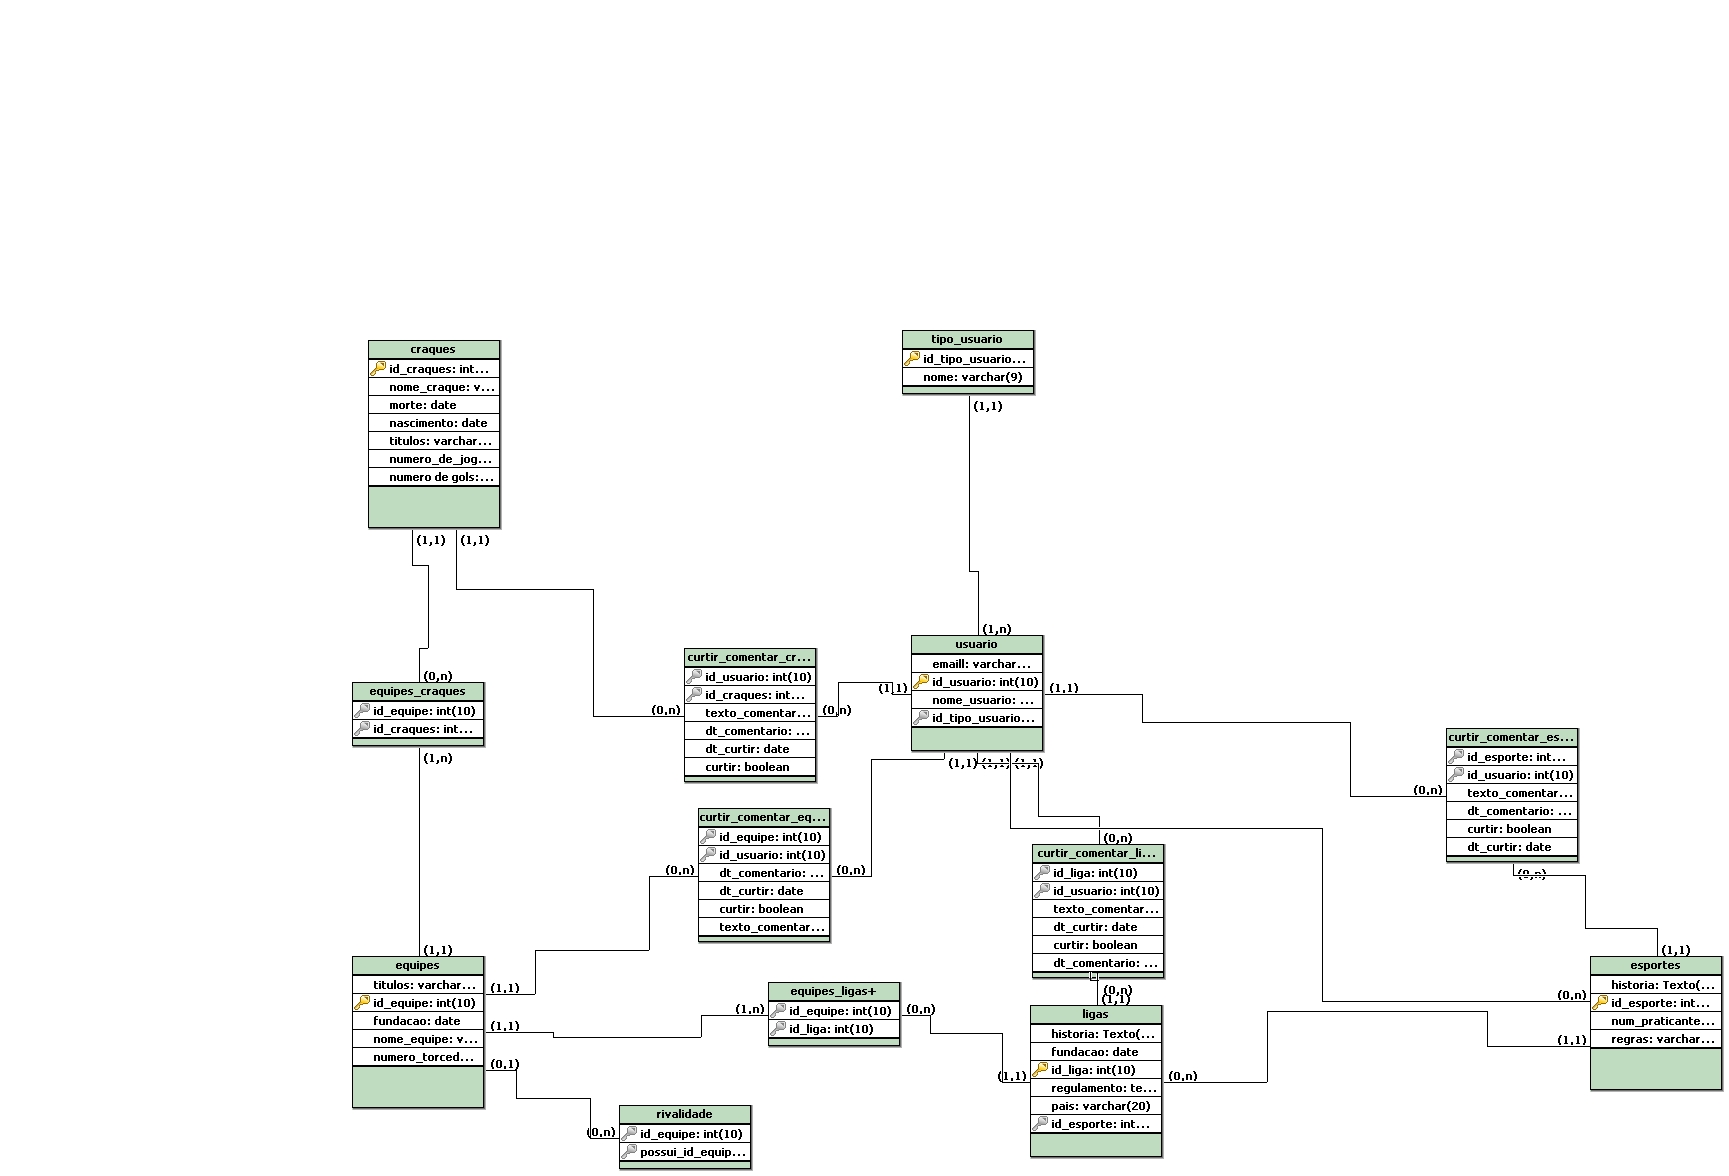 craques
id_craques: int...
nome_craque: v...
morte: date
nascimento: date
titulos: varchar...
numero_de_jog...
numero de gols:...
(1,1)
(1,1)
tipo_usuario
id_tipo_usuario...
nome: varchar(9)
(1,1)
(0,n)
equipes_craques
id_equipe: int(10)
id_craques: int...
(1,n)
(0,n)
curtir_comentar_cr...
id_usuario: int(10)
id_craques: int...
texto_comentar...
dt_comentario: ...
dt_curtir: date
curtir: boolean
(0,n)
(1,n)
(1,1)
usuario
emaill: varchar...
id_usuario: int(10)
nome_usuario: ...
id_tipo_usuario...
(1,1)
(1,1)
(1,1)
(1,1)
(0,n)
curtir_comentar_es...
id_esporte: int...
id_usuario: int(10)
texto_comentar...
dt_comentario: ...
curtir: boolean
dt_curtir: date
(0,n)
(0,n)
curtir_comentar_eq...
id_equipe: int(10)
id_usuario: int(10)
dt_comentario: ...
dt_curtir: date
curtir: boolean
texto_comentar...
(0,n)
(0,n)
curtir_comentar_li...
id_liga: int(10)
id_usuario: int(10)
texto_comentar...
dt_curtir: date
curtir: boolean
dt_comentario: ...
(0,n)
(1,1)
(1,1)
equipes
titulos: varchar...
id_equipe: int(10)
fundacao: date
nome_equipe: v...
numero_torced...
(1,1)
(1,1)
(0,1)
(1,n)
equipes_ligas+
id_equipe: int(10)
id_liga: int(10)
(0,n)
(1,1)
ligas
historia: Texto(...
fundacao: date
id_liga: int(10)
regulamento: te...
pais: varchar(20)
id_esporte: int...
(0,n)
(1,1)
esportes
historia: Texto(...
id_esporte: int...
num_praticante...
regras: varchar...
(0,n)
(1,1)
(0,n)
rivalidade
id_equipe: int(10)
possui_id_equip...